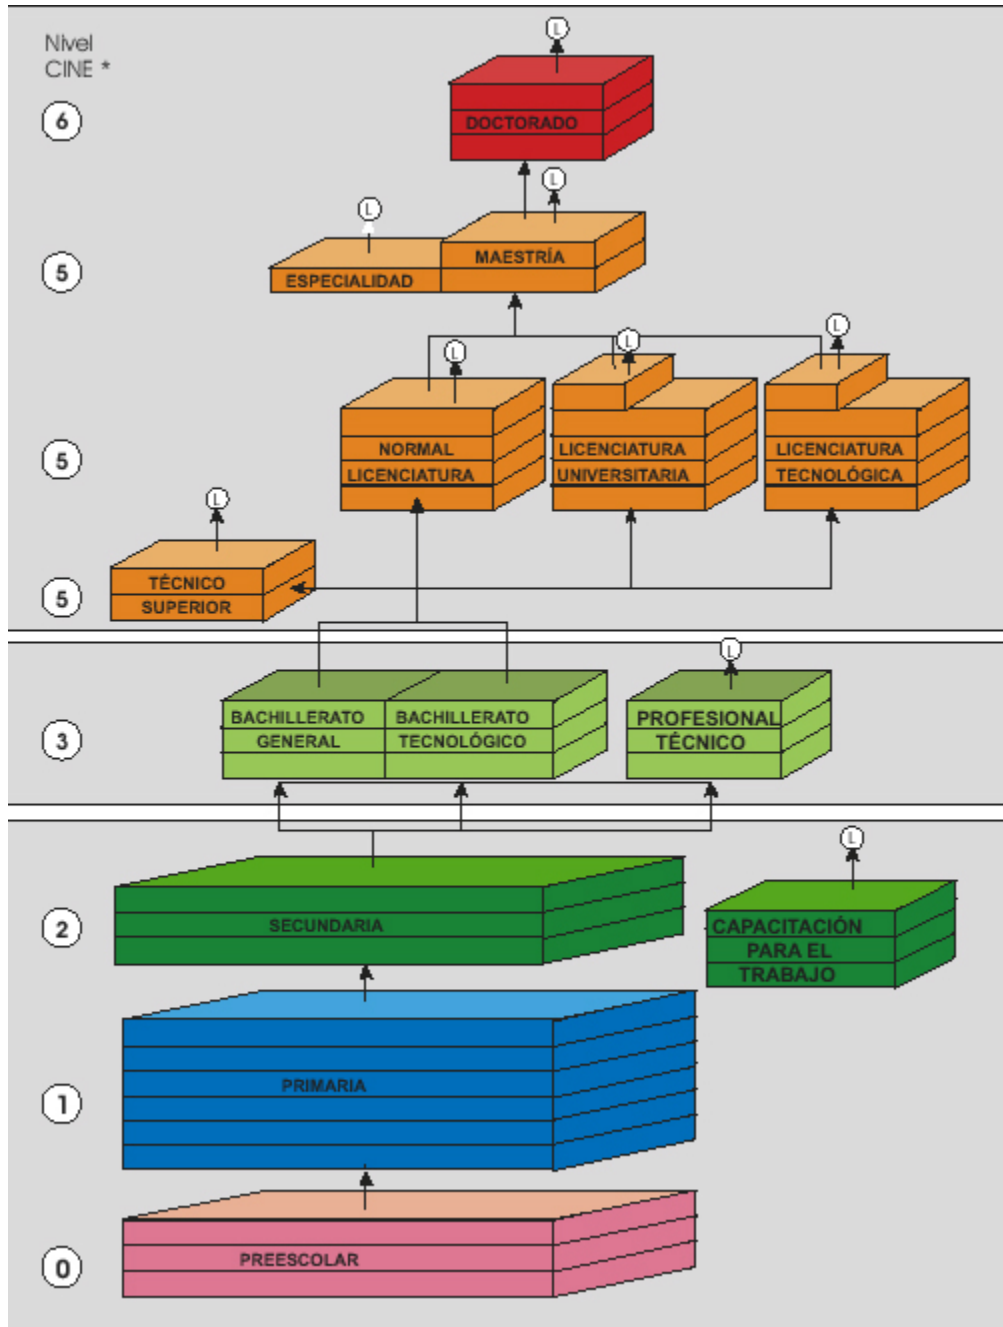 Nivel
CINE *
L
6
DOCTORADO
L
L
5
MAESTRÍA
ESPECIALIDAD
L
L
L
5
NORMAL
LICENCIATURA
LICENCIATURA
UNIVERSITARIA
LICENCIATURA
TECNOLÓGICA
L
5
TÉCNICO
SUPERIOR
L
3
BACHILLERATO
GENERAL
BACHILLERATO
TECNOLÓGICO
PROFESIONAL
TÉCNICO
L
2
SECUNDARIA
CAPACITACIÓN
PARA EL
TRABAJO
1
PRIMARIA
0
PREESCOLAR